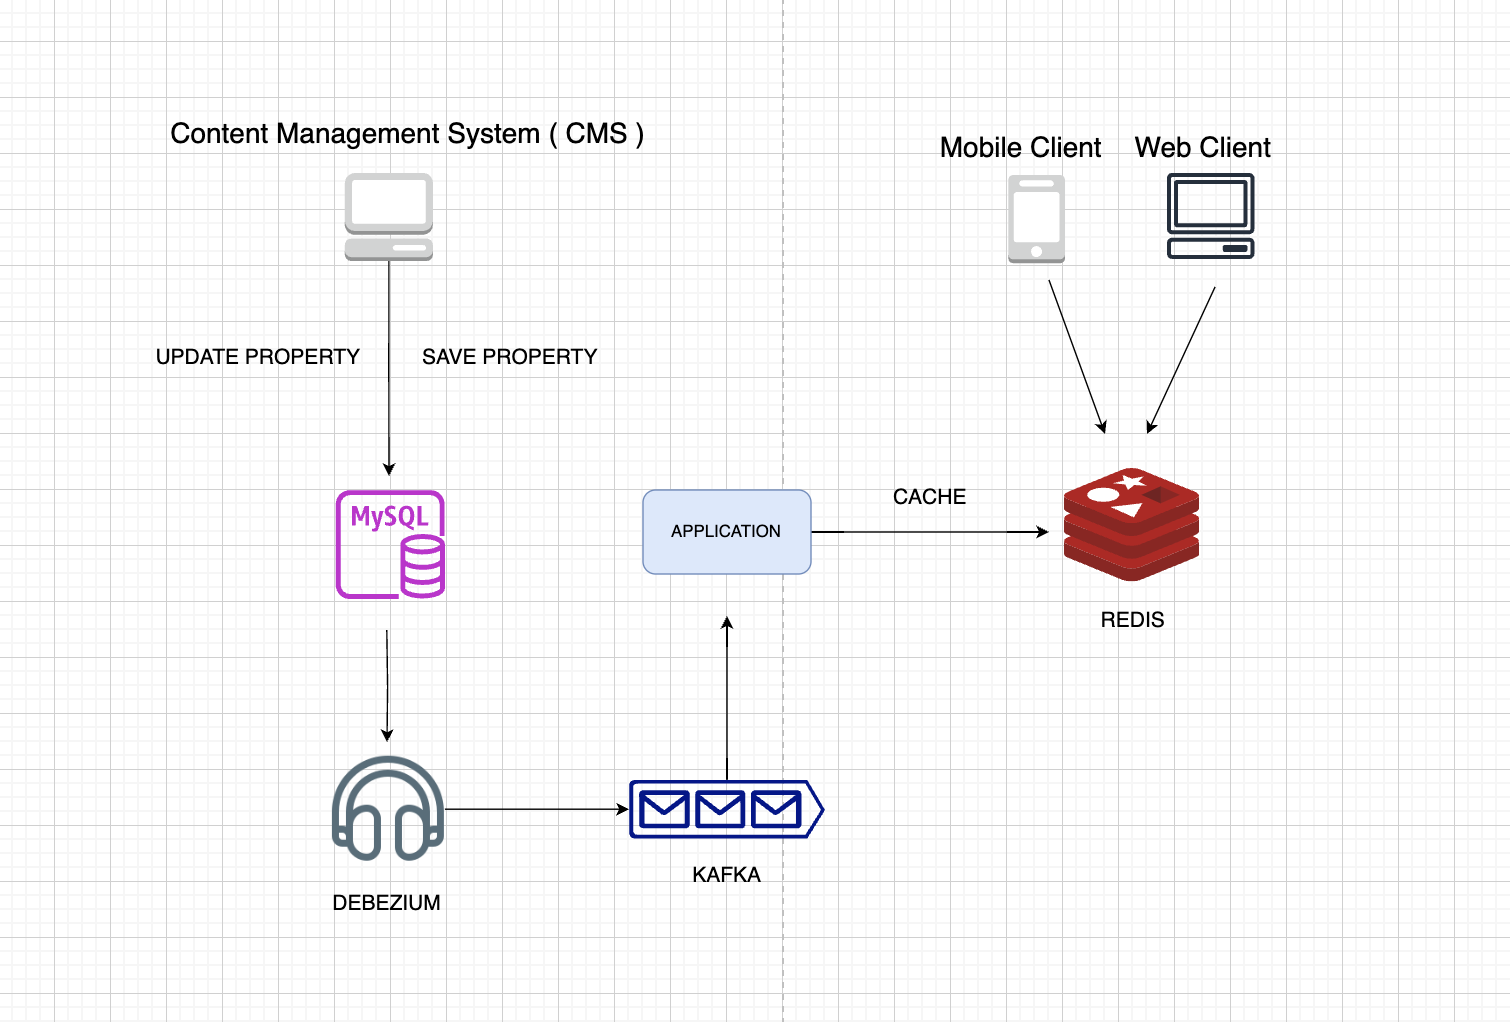 Content Management System ( CMS )
Mobile Client
Web Client
UPDATE PROPERTY
SAVE PROPERTY
MySQL
APPLICATION
CACHE
REDIS
KAFKA
DEBEZIUM